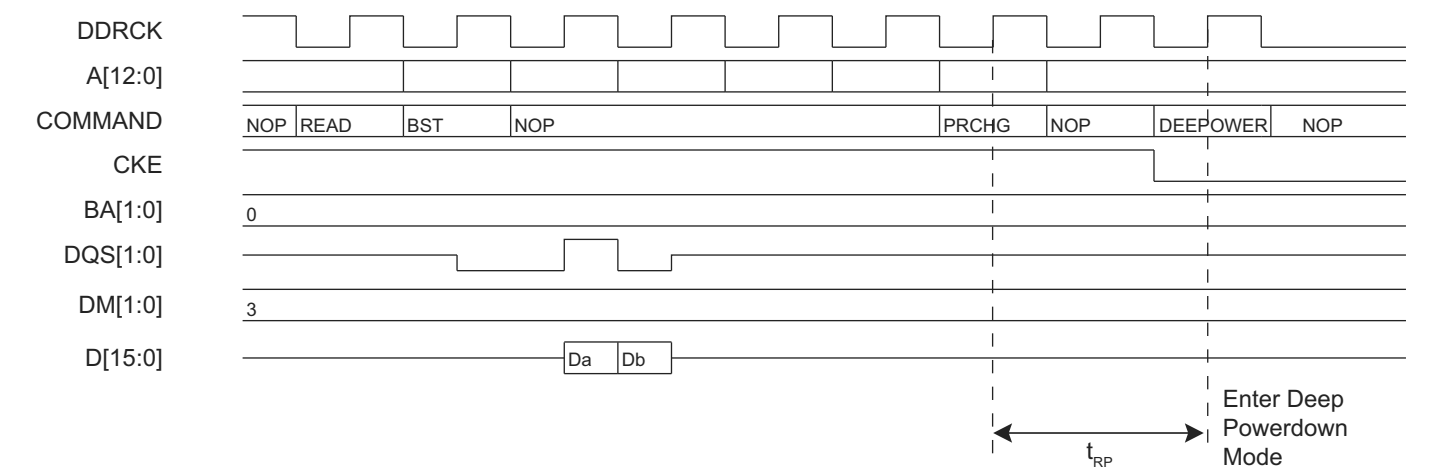 DDRCK
A[12:0]
COMMAND NOP READ BST NOP PRCHG NOP DEEPOWER NOP
CKE
BA[1:0] 0
DQS[1:0]
DM[1:0] 3
D[15:0] Da Db
tRP
Enter Deep
Powerdown
Mode